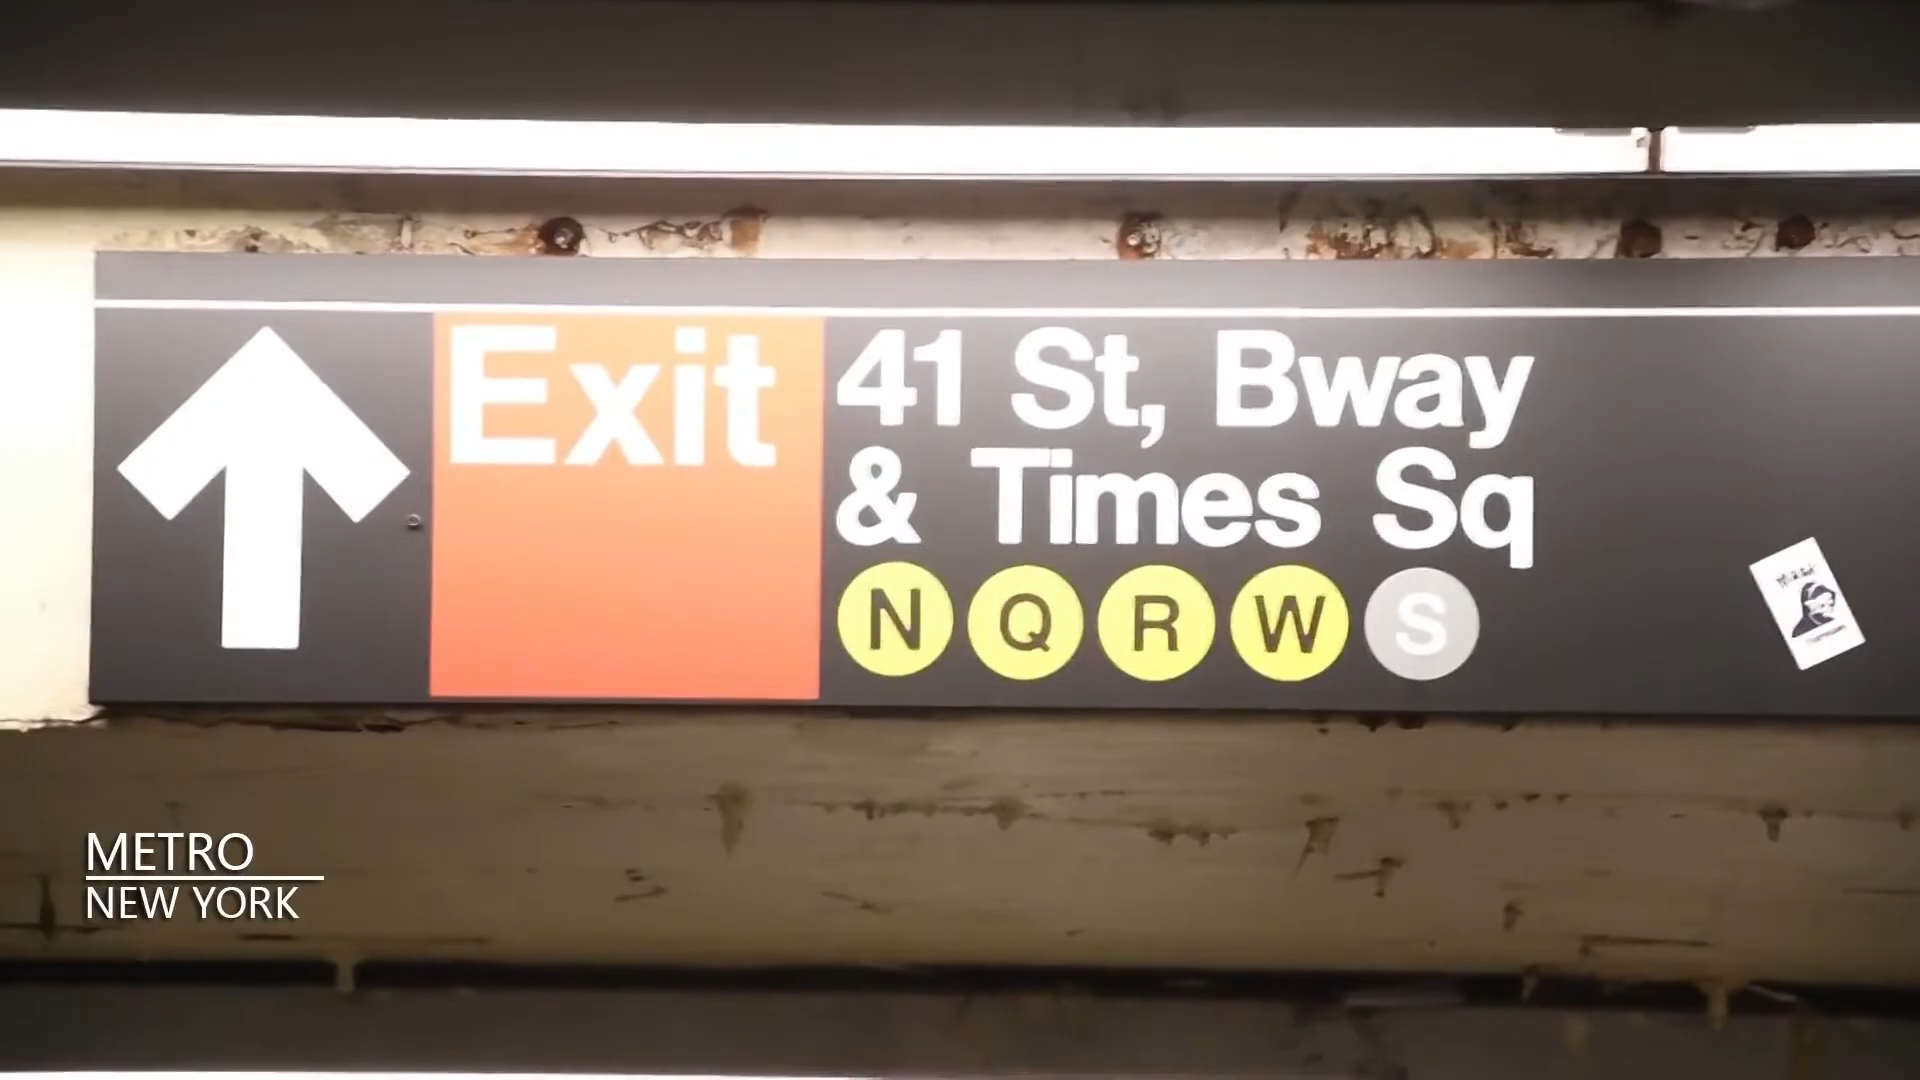 Exit
41 St, Bway
& Times Sq
N Q R W S
METRO
NEW YORK